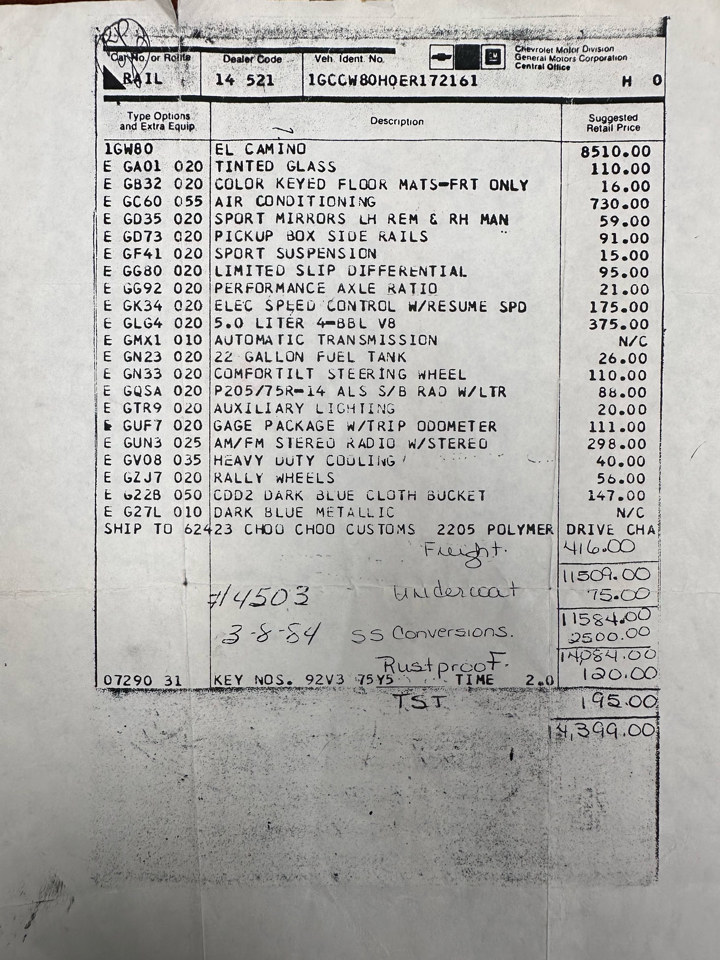 Car No. or Route Dealer Code Veh. Ident. No. Chevrolet Motor Division
General Motors Corporation
Central Office
RAIL 14 521 1GCCW80H0ER172161 H 0
Type Options and Extra Equip. Description Suggested Retail Price
1GW80 EL CAMINO 8510.00
E GA01 020 TINTED GLASS 110.00
E GB32 020 COLOR KEYED FLOOR MATS-FRT ONLY 16.00
E GC60 055 AIR CONDITIONING 730.00
E GD35 020 SPORT MIRRORS LH REM & RH MAN 59.00
E GD73 020 PICKUP BOX SIDE RAILS 91.00
E GF41 020 SPORT SUSPENSION 15.00
E GG80 020 LIMITED SLIP DIFFERENTIAL 95.00
E GG92 020 PERFORMANCE AXLE RATIO 21.00
E GK34 020 ELEC SPEED CONTROL W/RESUME SPD 175.00
E GLG4 020 5.0 LITER 4-BBL V8 375.00
E GMX1 010 AUTOMATIC TRANSMISSION N/C
E GN23 020 22 GALLON FUEL TANK 26.00
E GN33 020 COMFORTILT STEERING WHEEL 110.00
E GQSA 020 P205/75R-14 ALS S/B RAD W/LTR 88.00
E GTR9 020 AUXILIARY LIGHTING 20.00
E GUF7 020 GAGE PACKAGE W/TRIP ODOMETER 111.00
E GUN3 025 AM/FM STEREO RADIO W/STEREO 298.00
E GV08 035 HEAVY DUTY COOLING 40.00
E GZJ7 020 RALLY WHEELS 56.00
E G22B 050 CDD2 DARK BLUE CLOTH BUCKET 147.00
E G27L 010 DARK BLUE METALLIC N/C
SHIP TO 62423 CHOO CHOO CUSTOMS 2205 POLYMER DRIVE CHA
Freight. 416.00
11509.00
#14503 Undercoat 75.00
11584.00
3-8-84 SS Conversions. 2500.00
14,084.00
Rustproof. 120.00
07290 31 KEY NOS. 92V3 75Y5 TIME 2.0
TST 195.00
14,399.00